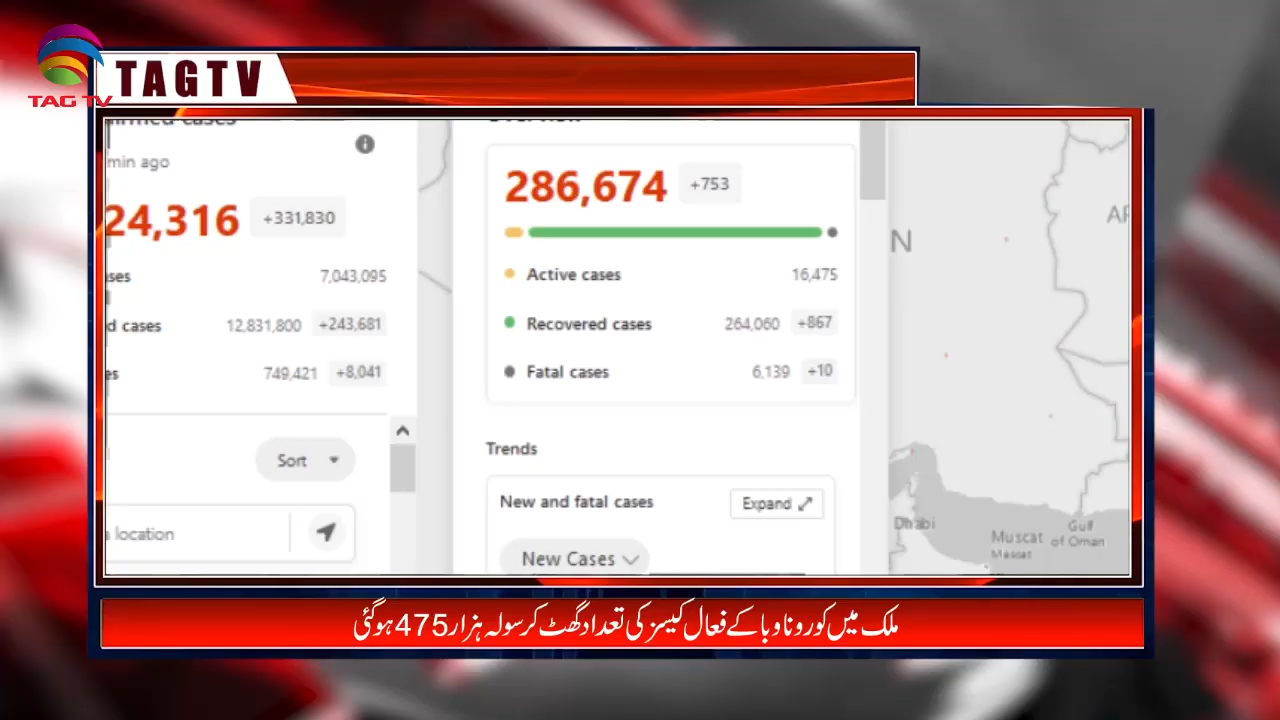 TAG TV
TAGTV
min ago
24,316 +331,830
7,043,095
d cases 12,831,800 +243,681
749,421 +8,041
Sort
location
286,674 +753
Active cases 16,475
Recovered cases 264,060 +867
Fatal cases 6,139 +10
Trends
New and fatal cases Expand
New Cases
N
Dhabi
Muscat
Mascat
Gulf
of Oman
ملک میں کورونا وبا کے فعال کیسز کی تعداد گھٹ کر سولہ ہزار 475 ہوگئی